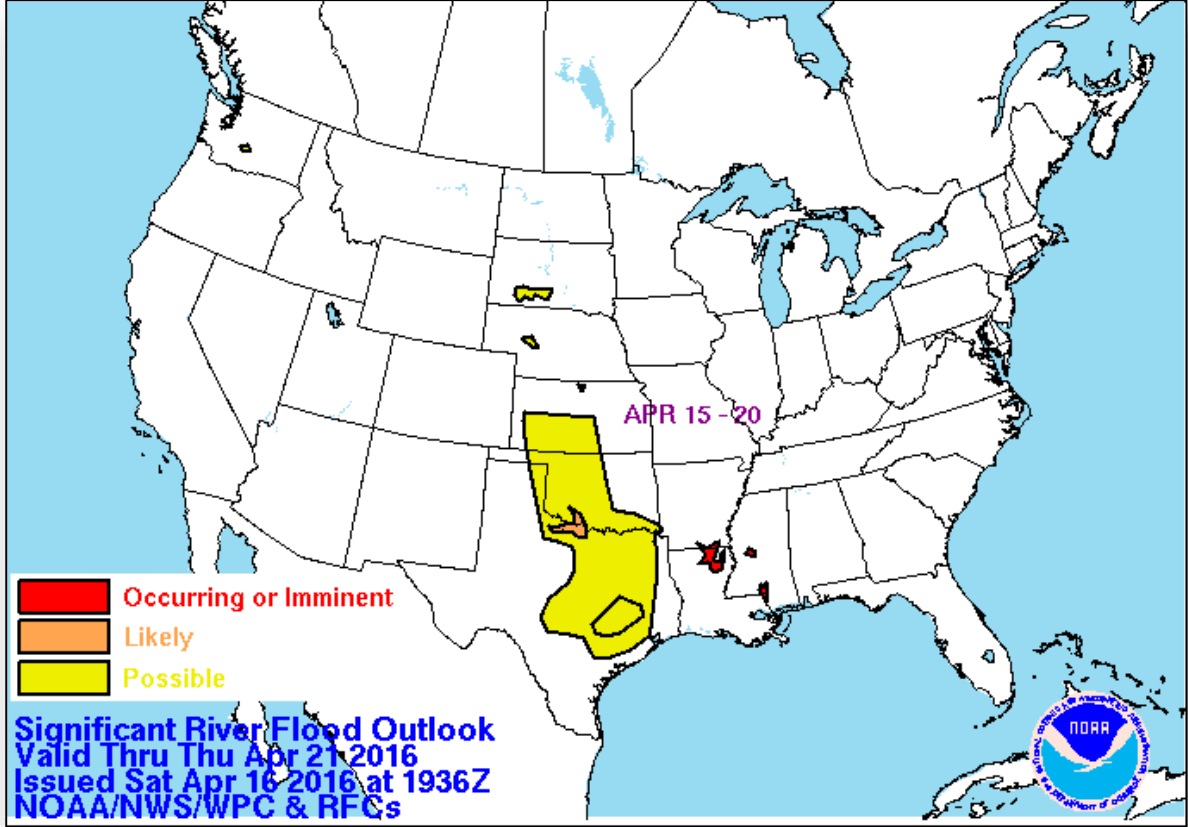 APR 15 - 20
Occurring or Imminent
Likely
Possible
Significant River Flood Outlook
Valid Thru Thu Apr 21 2016
Issued Sat Apr 16 2016 at 1936Z
NOAA/NWS/WPC & RFCs
NOAA